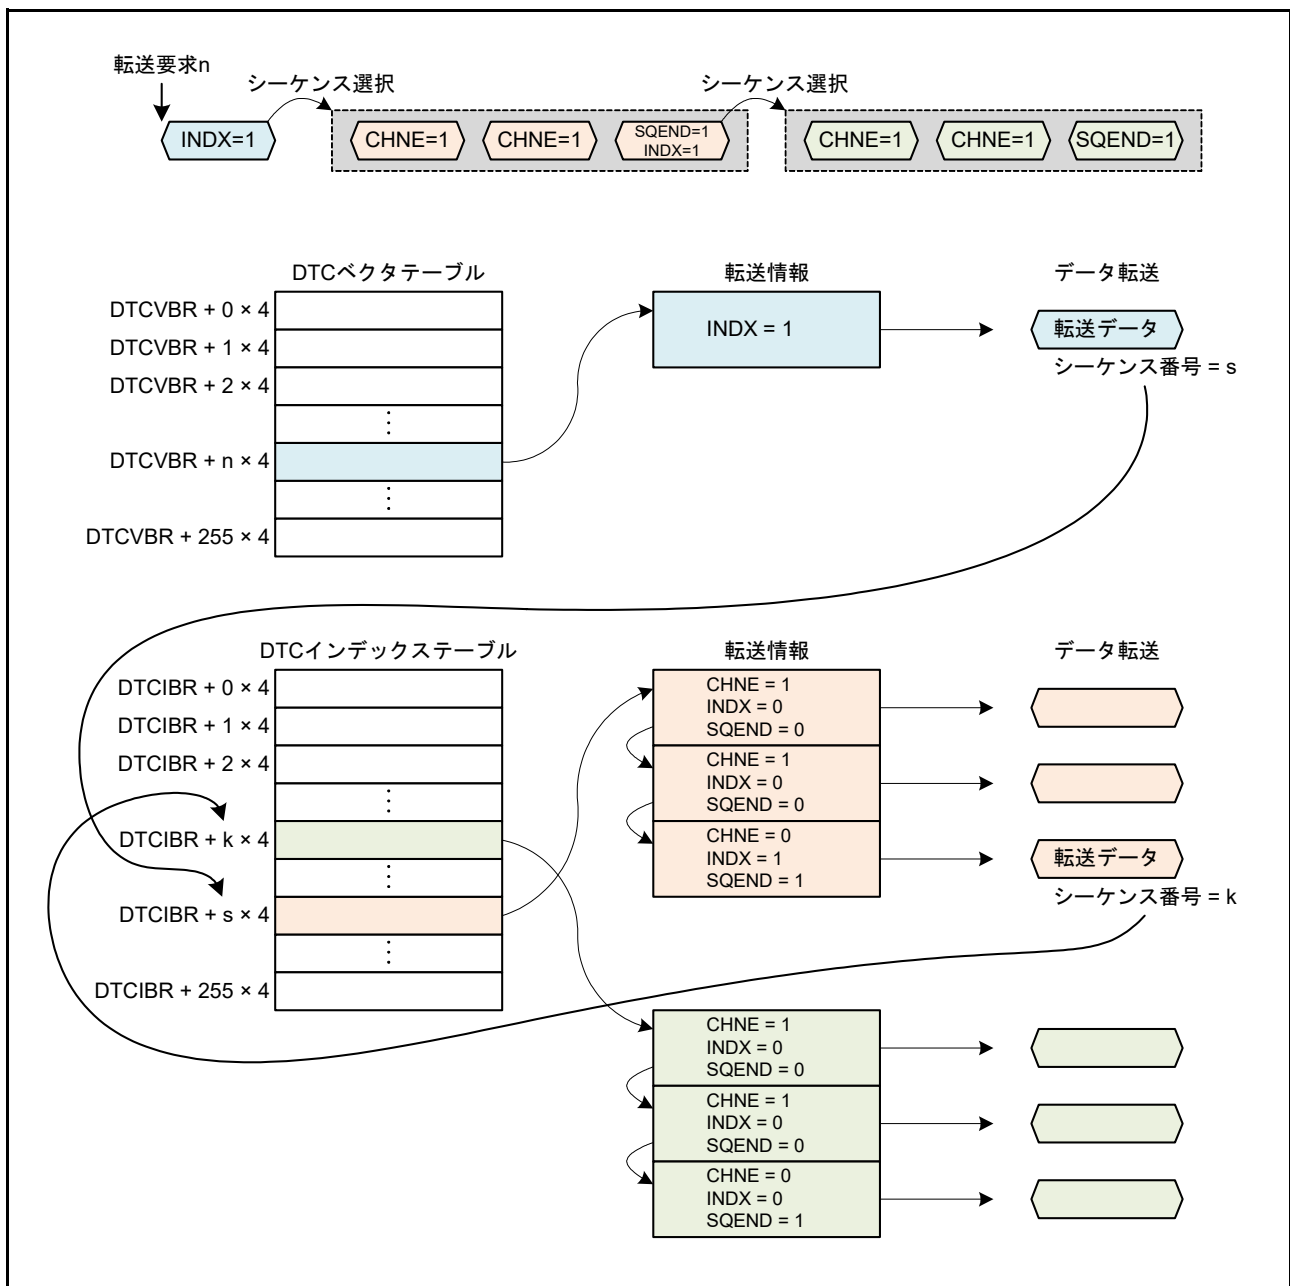 転送要求n
シーケンス選択
シーケンス選択
INDX=1
CHNE=1
CHNE=1
SQEND=1
INDX=1
CHNE=1
CHNE=1
SQEND=1
DTCベクタテーブル
転送情報
データ転送
DTCVBR + 0 × 4
DTCVBR + 1 × 4
DTCVBR + 2 × 4
⋮
DTCVBR + n × 4
⋮
DTCVBR + 255 × 4
INDX = 1
転送データ
シーケンス番号 = s
DTCインデックステーブル
転送情報
データ転送
DTCIBR + 0 × 4
DTCIBR + 1 × 4
DTCIBR + 2 × 4
⋮
DTCIBR + k × 4
⋮
DTCIBR + s × 4
⋮
DTCIBR + 255 × 4
CHNE = 1
INDX = 0
SQEND = 0
CHNE = 1
INDX = 0
SQEND = 0
CHNE = 0
INDX = 1
SQEND = 1
転送データ
シーケンス番号 = k
CHNE = 1
INDX = 0
SQEND = 0
CHNE = 1
INDX = 0
SQEND = 0
CHNE = 0
INDX = 0
SQEND = 1